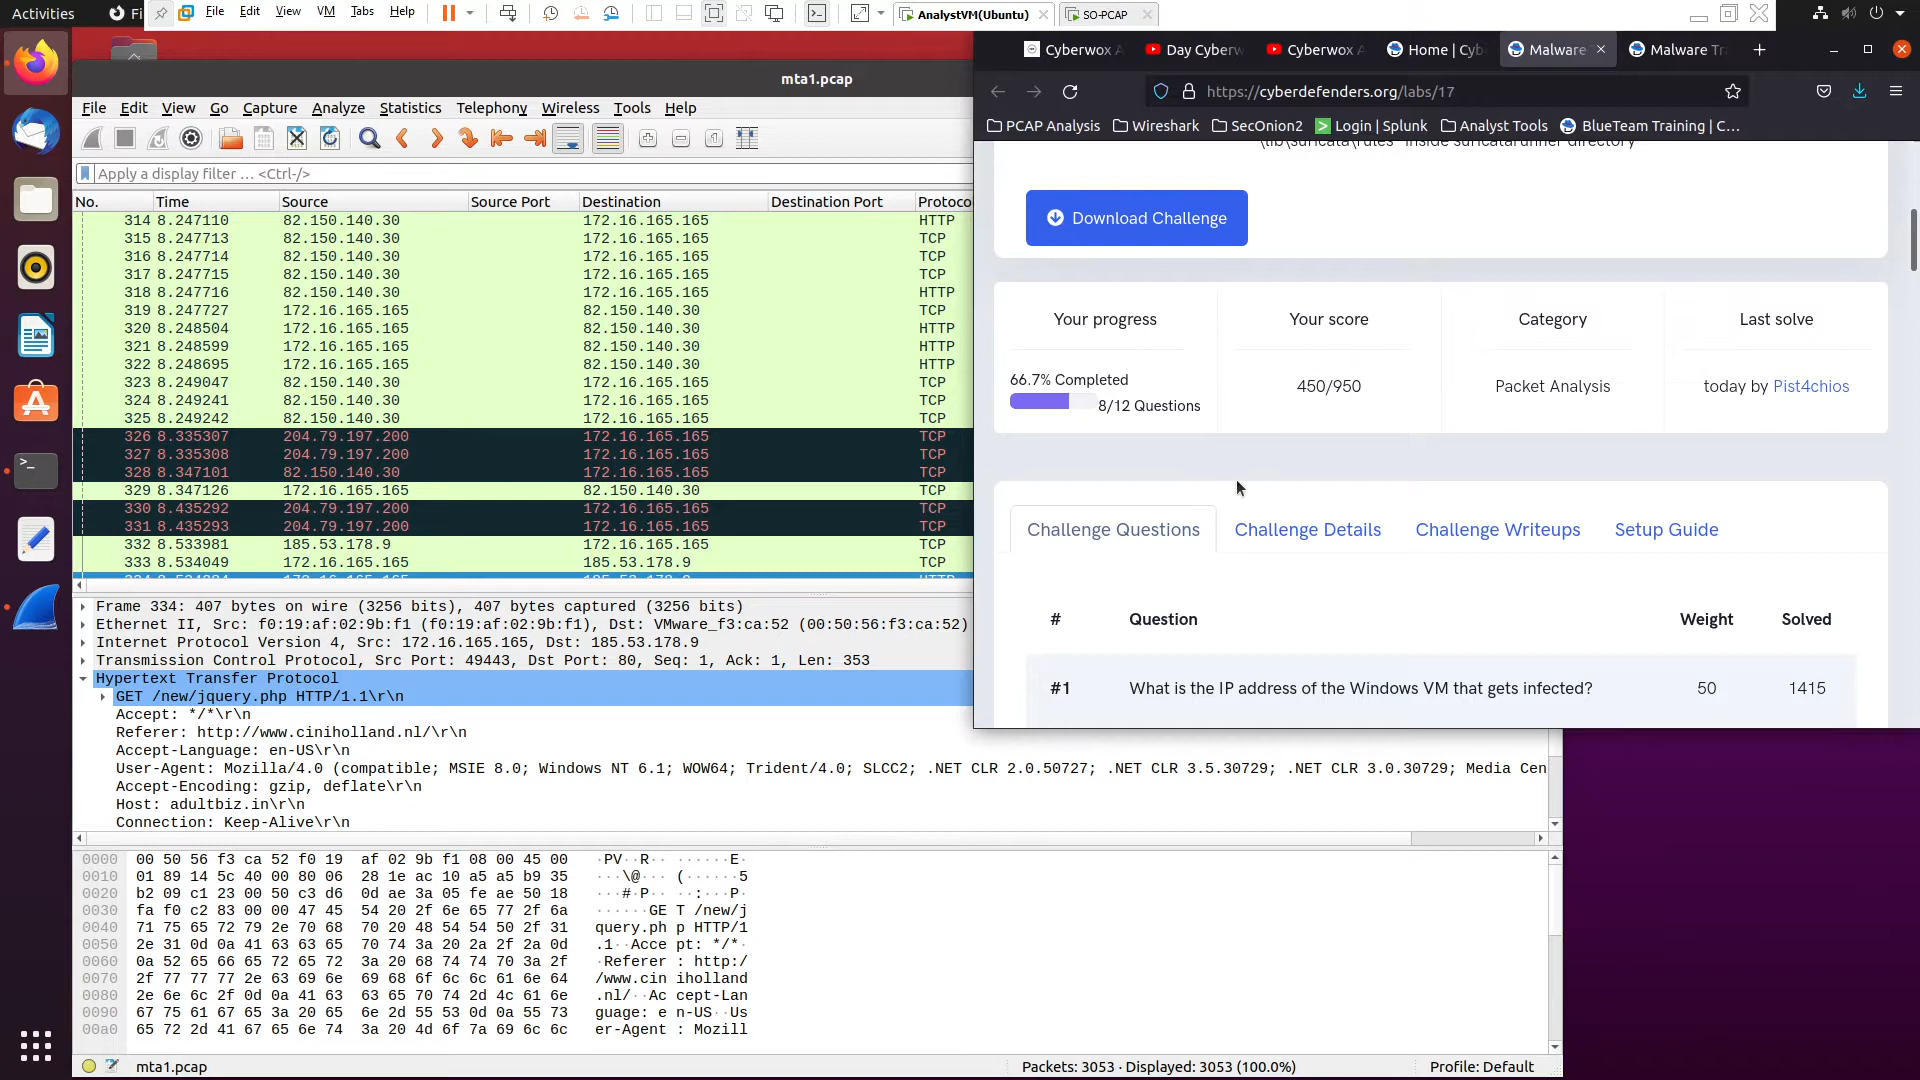 Activities
Fi
File Edit View VM Tabs Help
AnalystVM(Ubuntu)
SO-PCAP
mta1.pcap
File Edit View Go Capture Analyze Statistics Telephony Wireless Tools Help
Apply a display filter … <Ctrl-/>
No. Time Source Source Port Destination Destination Port Protoco
314 8.247110 82.150.140.30 172.16.165.165 HTTP
315 8.247713 82.150.140.30 172.16.165.165 TCP
316 8.247714 82.150.140.30 172.16.165.165 TCP
317 8.247715 82.150.140.30 172.16.165.165 TCP
318 8.247716 82.150.140.30 172.16.165.165 HTTP
319 8.247727 172.16.165.165 82.150.140.30 TCP
320 8.248504 172.16.165.165 82.150.140.30 HTTP
321 8.248599 172.16.165.165 82.150.140.30 HTTP
322 8.248695 172.16.165.165 82.150.140.30 HTTP
323 8.249047 82.150.140.30 172.16.165.165 TCP
324 8.249241 82.150.140.30 172.16.165.165 TCP
325 8.249242 82.150.140.30 172.16.165.165 TCP
326 8.335307 204.79.197.200 172.16.165.165 TCP
327 8.335308 204.79.197.200 172.16.165.165 TCP
328 8.347101 82.150.140.30 172.16.165.165 TCP
329 8.347126 172.16.165.165 82.150.140.30 TCP
330 8.435292 204.79.197.200 172.16.165.165 TCP
331 8.435293 204.79.197.200 172.16.165.165 TCP
332 8.533981 185.53.178.9 172.16.165.165 TCP
333 8.534049 172.16.165.165 185.53.178.9 TCP
Frame 334: 407 bytes on wire (3256 bits), 407 bytes captured (3256 bits)
Ethernet II, Src: f0:19:af:02:9b:f1 (f0:19:af:02:9b:f1), Dst: VMware_f3:ca:52 (00:50:56:f3:ca:52)
Internet Protocol Version 4, Src: 172.16.165.165, Dst: 185.53.178.9
Transmission Control Protocol, Src Port: 49443, Dst Port: 80, Seq: 1, Ack: 1, Len: 353
Hypertext Transfer Protocol
GET /new/jquery.php HTTP/1.1\r\n
Accept: */*\r\n
Referer: http://www.ciniholland.nl/\r\n
Accept-Language: en-US\r\n
User-Agent: Mozilla/4.0 (compatible; MSIE 8.0; Windows NT 6.1; WOW64; Trident/4.0; SLCC2; .NET CLR 2.0.50727; .NET CLR 3.5.30729; .NET CLR 3.0.30729; Media Cen
Accept-Encoding: gzip, deflate\r\n
Host: adultbiz.in\r\n
Connection: Keep-Alive\r\n
0000 00 50 56 f3 ca 52 f0 19 af 02 9b f1 08 00 45 00 ·PV··R·· ······E·
0010 01 89 14 5c 40 00 80 06 28 1e ac 10 a5 a5 b9 35 ···\@··· (······5
0020 b2 09 c1 23 00 50 c3 d6 0d ae 3a 05 fe ae 50 18 ···#·P·· ··:···P·
0030 fa f0 c2 83 00 00 47 45 54 20 2f 6e 65 77 2f 6a ······GE T /new/j
0040 71 75 65 72 79 2e 70 68 70 20 48 54 54 50 2f 31 query.ph p HTTP/1
0050 2e 31 0d 0a 41 63 63 65 70 74 3a 20 2a 2f 2a 0d .1··Acce pt: */*·
0060 0a 52 65 66 65 72 65 72 3a 20 68 74 74 70 3a 2f ·Referer : http:/
0070 2f 77 77 77 2e 63 69 6e 69 68 6f 6c 6c 61 6e 64 /www.cin iholland
0080 2e 6e 6c 2f 0d 0a 41 63 63 65 70 74 2d 4c 61 6e .nl/··Ac cept-Lan
0090 67 75 61 67 65 3a 20 65 6e 2d 55 53 0d 0a 55 73 guage: e n-US··Us
00a0 65 72 2d 41 67 65 6e 74 3a 20 4d 6f 7a 69 6c 6c er-Agent : Mozill
mta1.pcap
Packets: 3053 · Displayed: 3053 (100.0%)
Profile: Default
Cyberwox A
Day Cyberw
Cyberwox A
Home | Cyb
Malware
Malware Tr
https://cyberdefenders.org/labs/17
PCAP Analysis
Wireshark
SecOnion2
Login | Splunk
Analyst Tools
BlueTeam Training | C…
\lib\suricata\rules" inside suricatarunner directory
Download Challenge
Your progress
66.7% Completed
8/12 Questions
Your score
450/950
Category
Packet Analysis
Last solve
today by Pist4chios
Challenge Questions Challenge Details Challenge Writeups Setup Guide
# Question Weight Solved
#1 What is the IP address of the Windows VM that gets infected? 50 1415